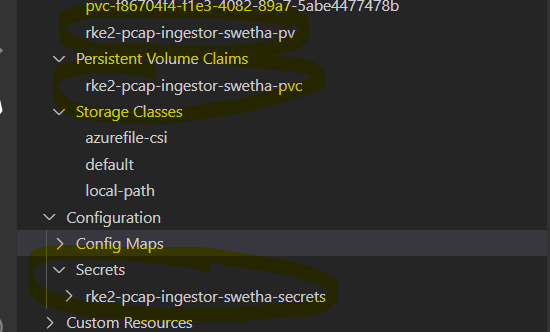 pvc-f86704f4-f1e3-4082-89a7-5abe4477478b
rke2-pcap-ingestor-swetha-pv
Persistent Volume Claims
rke2-pcap-ingestor-swetha-pvc
Storage Classes
azurefile-csi
default
local-path
Configuration
Config Maps
Secrets
rke2-pcap-ingestor-swetha-secrets
Custom Resources